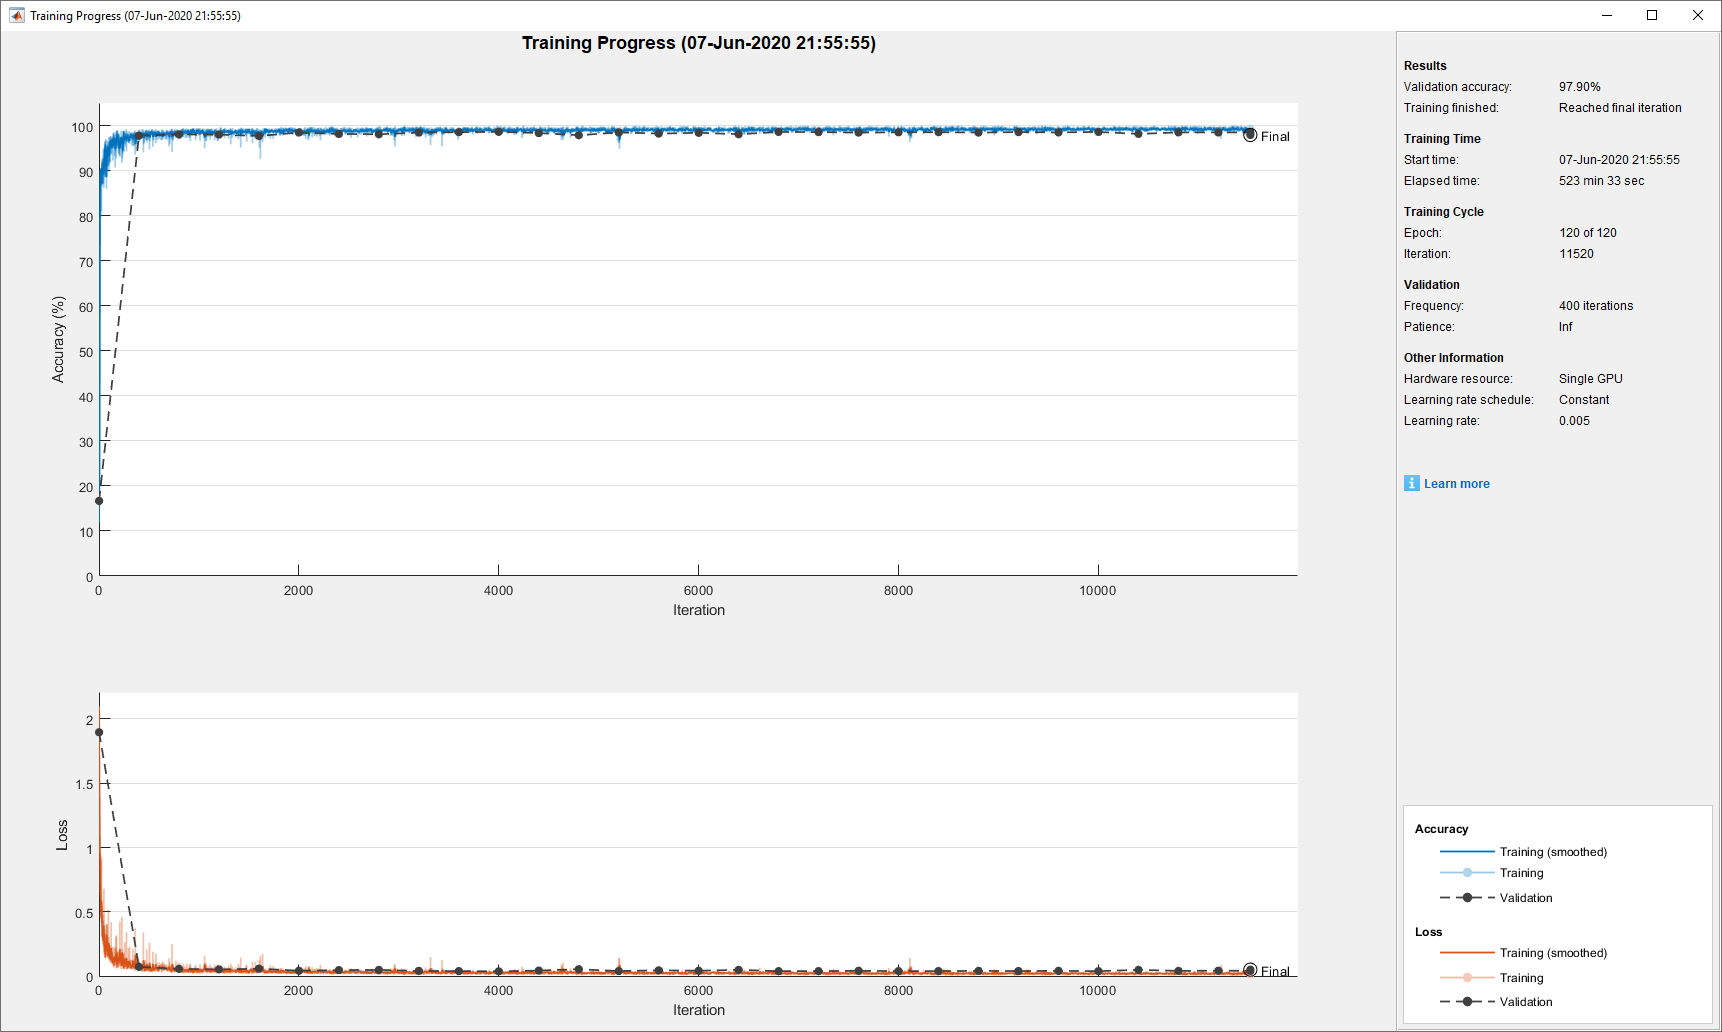 Training Progress (07-Jun-2020 21:55:55)
Training Progress (07-Jun-2020 21:55:55)
100
90
80
70
60
50
40
30
20
10
0
Accuracy (%)
Final
0 2000 4000 6000 8000 10000
Iteration
2
1.5
1
0.5
0
Loss
Final
0 2000 4000 6000 8000 10000
Iteration
Results
Validation accuracy: 97.90%
Training finished: Reached final iteration
Training Time
Start time: 07-Jun-2020 21:55:55
Elapsed time: 523 min 33 sec
Training Cycle
Epoch: 120 of 120
Iteration: 11520
Validation
Frequency: 400 iterations
Patience: Inf
Other Information
Hardware resource: Single GPU
Learning rate schedule: Constant
Learning rate: 0.005
i Learn more
Accuracy
Training (smoothed)
Training
Validation
Loss
Training (smoothed)
Training
Validation